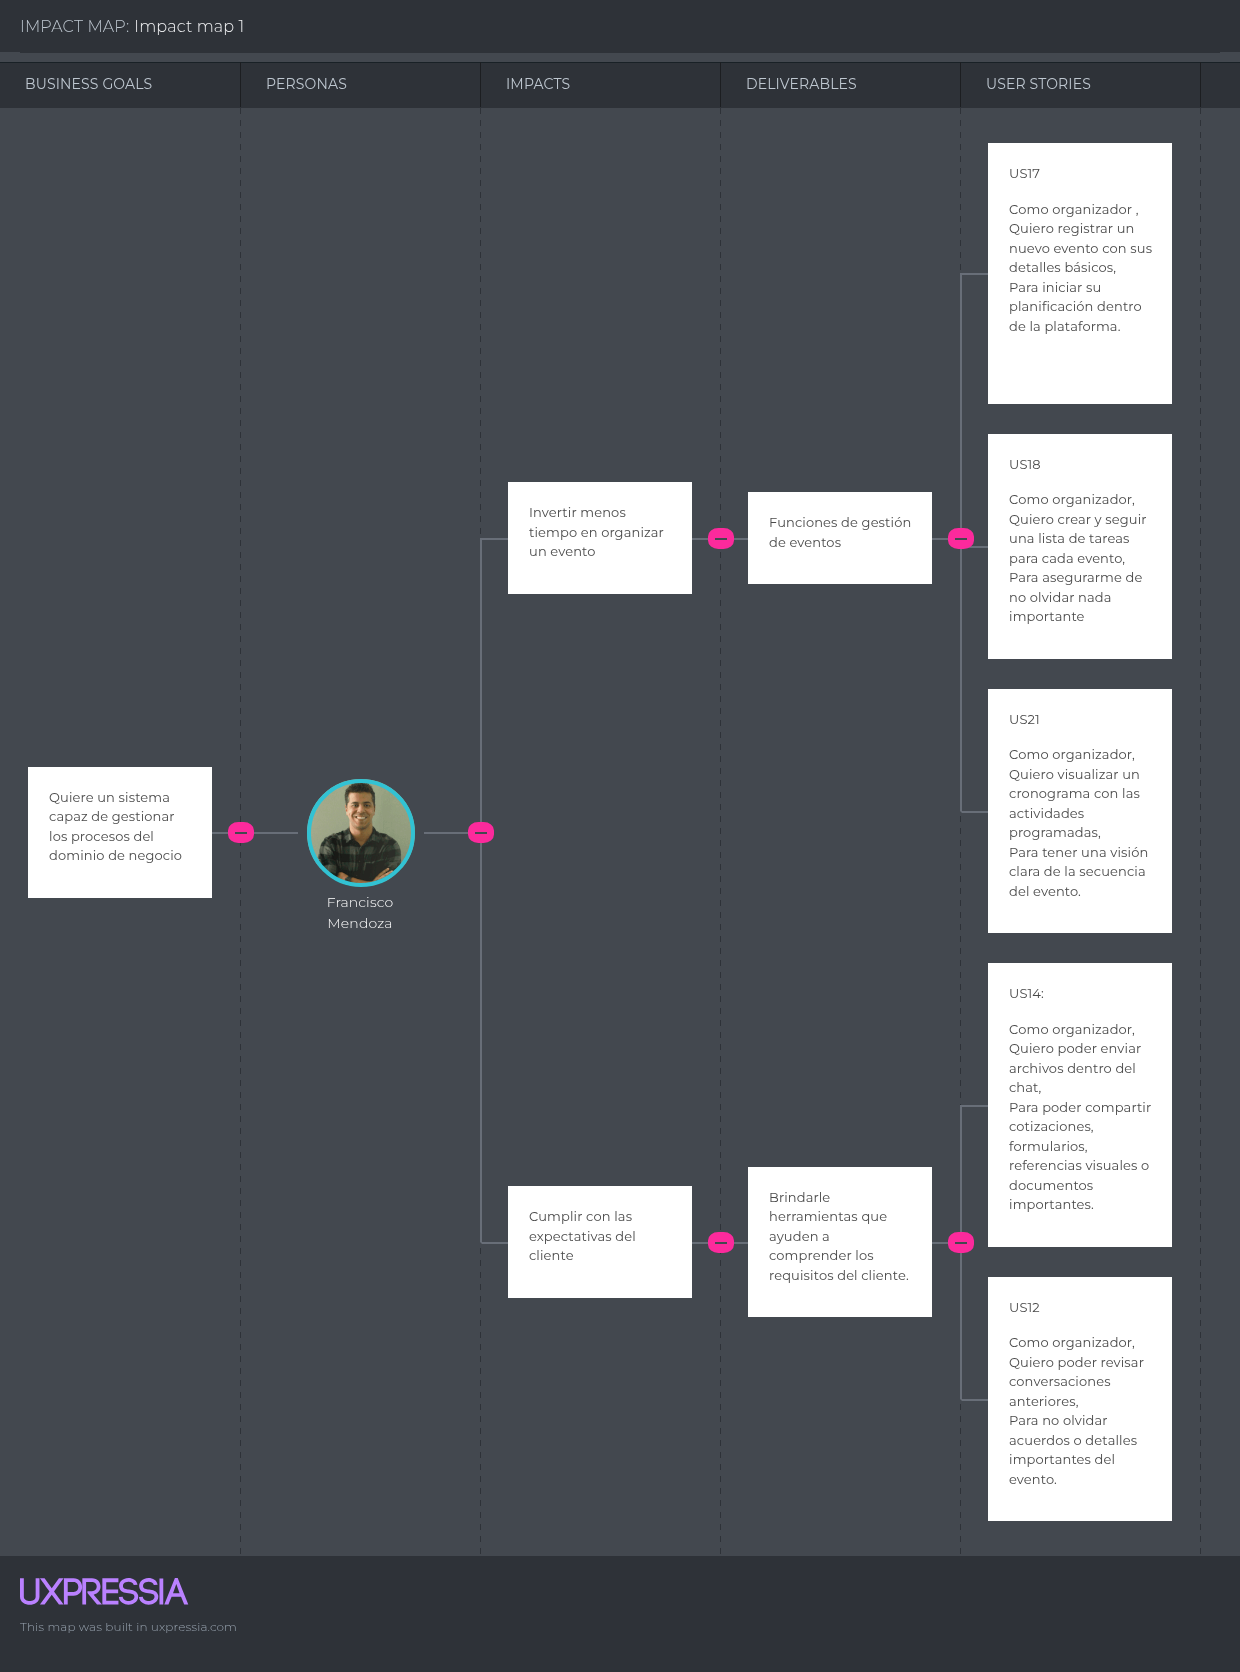 IMPACT MAP: Impact map 1
BUSINESS GOALS
PERSONAS
IMPACTS
DELIVERABLES
USER STORIES
Quiere un sistema
capaz de gestionar
los procesos del
dominio de negocio
Francisco
Mendoza
Invertir menos
tiempo en organizar
un evento
Funciones de gestión
de eventos
US17
Como organizador ,
Quiero registrar un
nuevo evento con sus
detalles básicos,
Para iniciar su
planificación dentro
de la plataforma.
US18
Como organizador,
Quiero crear y seguir
una lista de tareas
para cada evento,
Para asegurarme de
no olvidar nada
importante
US21
Como organizador,
Quiero visualizar un
cronograma con las
actividades
programadas,
Para tener una visión
clara de la secuencia
del evento.
Cumplir con las
expectativas del
cliente
Brindarle
herramientas que
ayuden a
comprender los
requisitos del cliente.
US14:
Como organizador,
Quiero poder enviar
archivos dentro del
chat,
Para poder compartir
cotizaciones,
formularios,
referencias visuales o
documentos
importantes.
US12
Como organizador,
Quiero poder revisar
conversaciones
anteriores,
Para no olvidar
acuerdos o detalles
importantes del
evento.
UXPRESSIA
This map was built in uxpressia.com